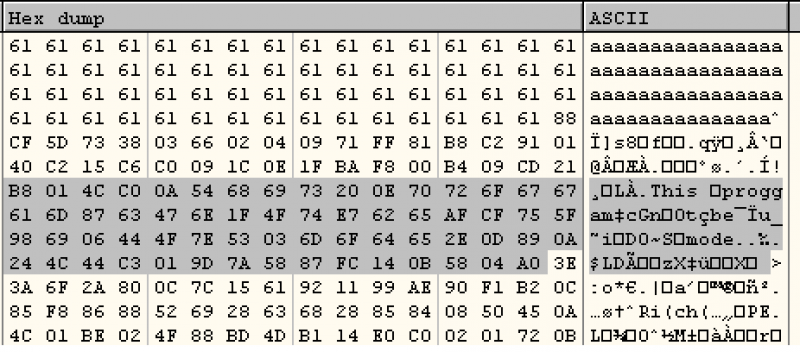 Hex dump ASCII
61 61 61 61 61 61 61 61 61 61 61 61 61 61 61 61 aaaaaaaaaaaaaaaa
61 61 61 61 61 61 61 61 61 61 61 61 61 61 61 61 aaaaaaaaaaaaaaaa
61 61 61 61 61 61 61 61 61 61 61 61 61 61 61 61 aaaaaaaaaaaaaaaa
61 61 61 61 61 61 61 61 61 61 61 61 61 61 61 88 aaaaaaaaaaaaaaaˆ
CF 5D 73 38 03 66 02 04 09 71 FF 81 B8 C2 91 01 Ï]s8□f□□.qÿ□¸Â‘□
40 C2 15 C6 C0 09 1C 0E 1F BA F8 00 B4 09 CD 21 @Â□ÆÀ.□□□ºø.´.Í!
B8 01 4C C0 0A 54 68 69 73 20 0E 70 72 6F 67 67 ¸□LÀ.This □progg
61 6D 87 63 47 6E 1F 4F 74 E7 62 65 AF CF 75 5F am‡cGn□Otçbe¯Ïu_
98 69 06 44 4F 7E 53 03 6D 6F 64 65 2E 0D 89 0A ˜i□DO~S□mode..‰.
24 4C 44 C3 01 9D 7A 58 87 FC 14 0B 58 04 A0 3E $LDÃ□□zX‡ü□□X□ >
3A 6F 2A 80 0C 7C 15 61 92 11 99 AE 90 F1 B2 0C :o*€.|□a’□™®□ñ².
85 F8 86 88 52 69 28 63 68 28 85 84 08 50 45 0A …ø†ˆRi(ch(…„□PE.
4C 01 BE 02 4F 88 BD 4D B1 14 E0 C0 02 01 72 0B L□¾□Oˆ½M±□àÀ□□r□